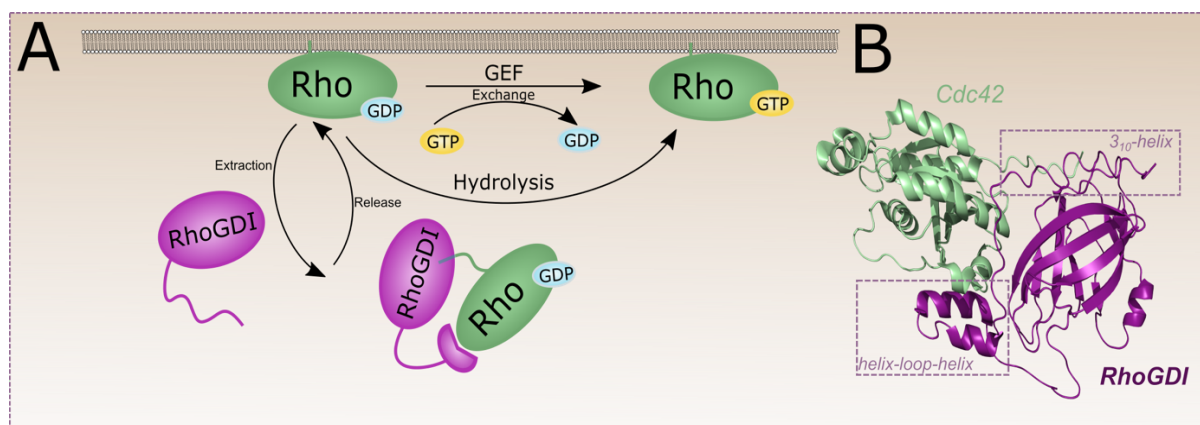 A
Rho
GDP
GEF
Exchange
GTP
GDP
Rho
GTP
Extraction
Release
Hydrolysis
RhoGDI
RhoGDI
Rho
GDP
B
Cdc42
3₁₀-helix
helix-loop-helix
RhoGDI